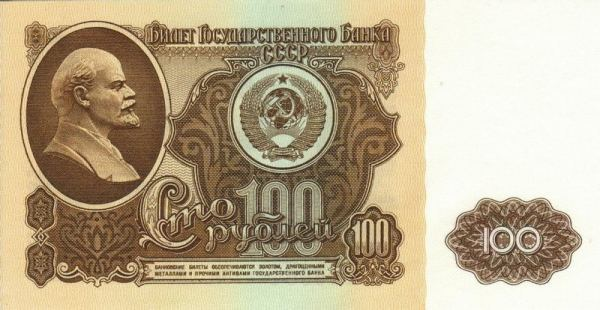 Билет Государственного Банка
СССР
Сто
100
рублей
100
100
БАНКОВСКИЕ БИЛЕТЫ ОБЕСПЕЧИВАЮТСЯ ЗОЛОТОМ, ДРАГОЦЕННЫМИ
МЕТАЛЛАМИ И ПРОЧИМИ АКТИВАМИ ГОСУДАРСТВЕННОГО БАНКА